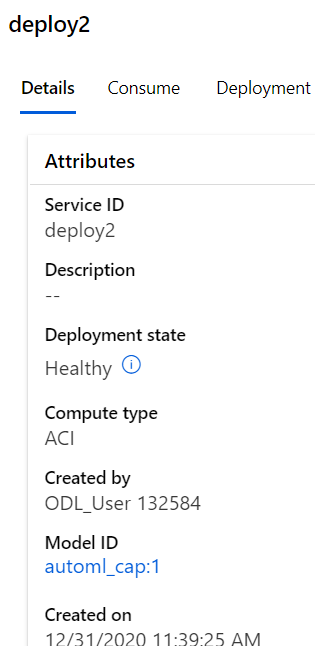 deploy2
Details Consume Deployment
Attributes
Service ID
deploy2
Description
--
Deployment state
Healthy
Compute type
ACI
Created by
ODL_User 132584
Model ID
automl_cap:1
Created on
12/31/2020 11:39:25 AM